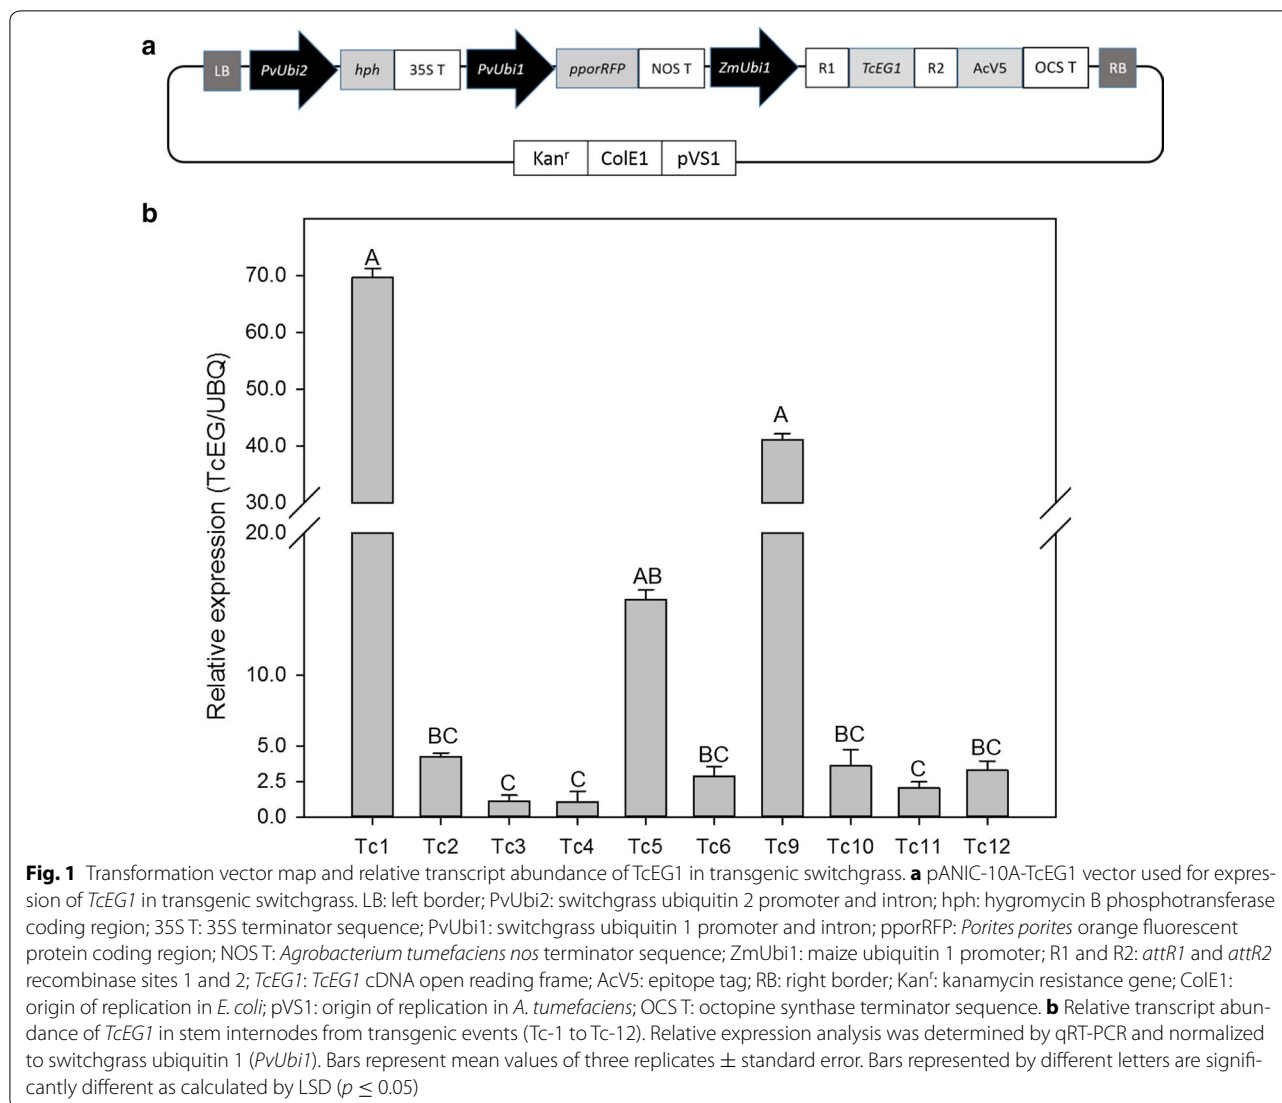 a
LB PvUbi2 hph 35S T PvUbi1 pporRFP NOS T ZmUbi1 R1 TcEG1 R2 AcV5 OCS T RB
Kanʳ ColE1 pVS1
b
Relative expression (TcEG/UBQ)
70.0
60.0
50.0
40.0
30.0
20.0
10.0
5.0
2.5
0.0
A
BC
C
C
AB
BC
A
BC
C
BC
Tc1 Tc2 Tc3 Tc4 Tc5 Tc6 Tc9 Tc10 Tc11 Tc12
Fig. 1 Transformation vector map and relative transcript abundance of TcEG1 in transgenic switchgrass. a pANIC-10A-TcEG1 vector used for expres-
sion of TcEG1 in transgenic switchgrass. LB: left border; PvUbi2: switchgrass ubiquitin 2 promoter and intron; hph: hygromycin B phosphotransferase
coding region; 35S T: 35S terminator sequence; PvUbi1: switchgrass ubiquitin 1 promoter and intron; pporRFP: Porites porites orange fluorescent
protein coding region; NOS T: Agrobacterium tumefaciens nos terminator sequence; ZmUbi1: maize ubiquitin 1 promoter; R1 and R2: attR1 and attR2
recombinase sites 1 and 2; TcEG1: TcEG1 cDNA open reading frame; AcV5: epitope tag; RB: right border; Kanʳ: kanamycin resistance gene; ColE1:
origin of replication in E. coli; pVS1: origin of replication in A. tumefaciens; OCS T: octopine synthase terminator sequence. b Relative transcript abun-
dance of TcEG1 in stem internodes from transgenic events (Tc-1 to Tc-12). Relative expression analysis was determined by qRT-PCR and normalized
to switchgrass ubiquitin 1 (PvUbi1). Bars represent mean values of three replicates ± standard error. Bars represented by different letters are signifi-
cantly different as calculated by LSD (p ≤ 0.05)